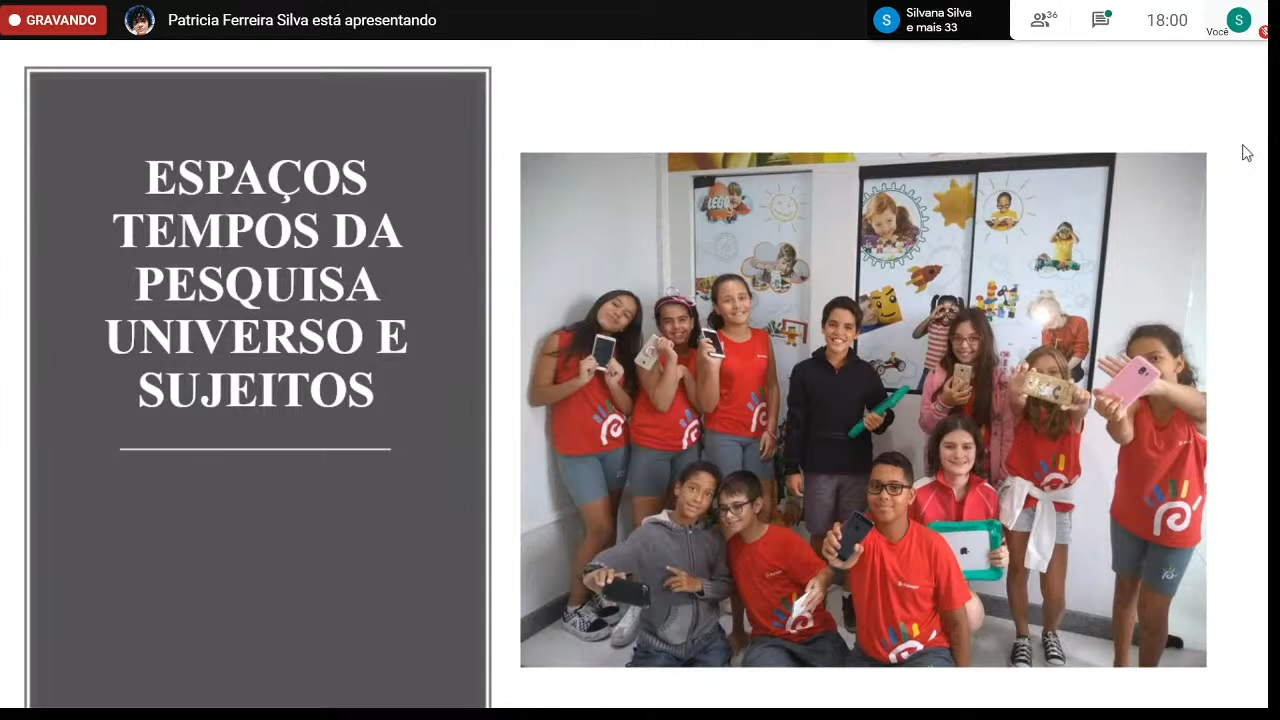 GRAVANDO
Patricia Ferreira Silva está apresentando
S
Silvana Silva
e mais 33
36
18:00
Você
S
ESPAÇOS
TEMPOS DA
PESQUISA
UNIVERSO E
SUJEITOS
LEGO